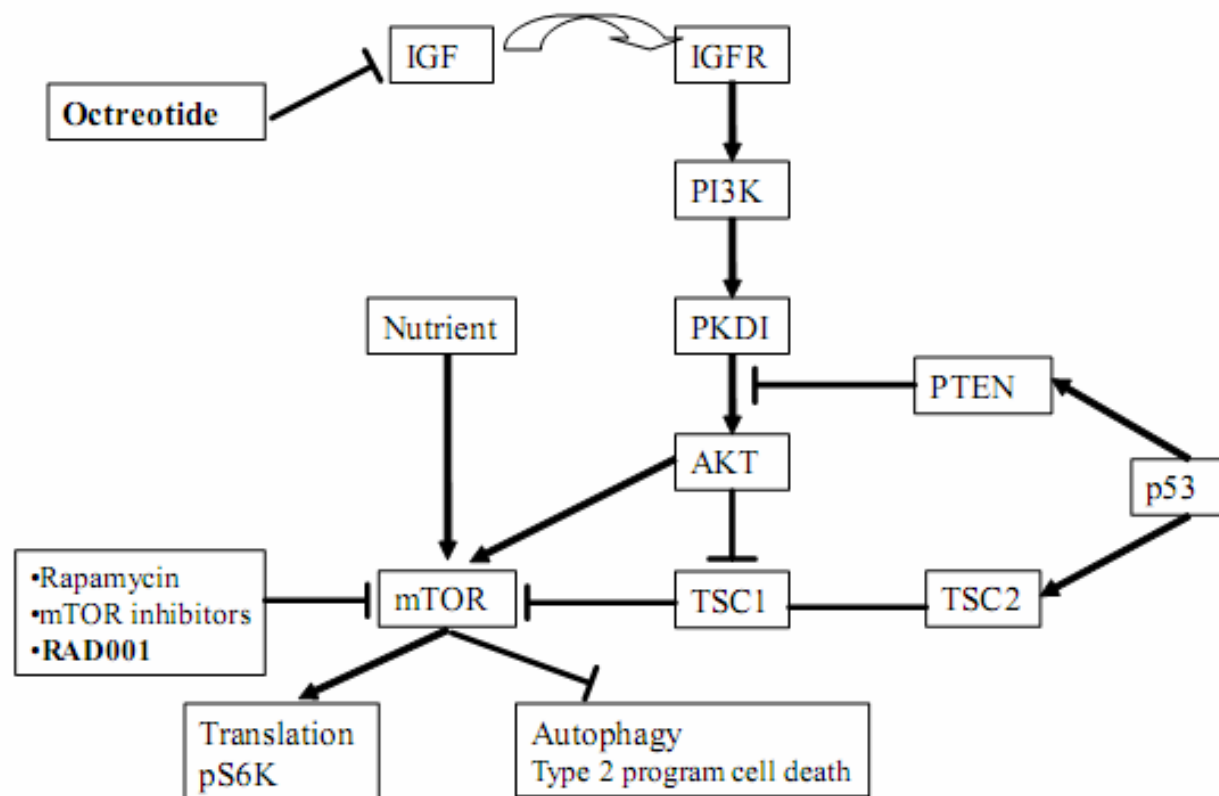 IGF
IGFR
Octreotide
PI3K
Nutrient
PKDI
PTEN
AKT
p53
•Rapamycin
•mTOR inhibitors
•RAD001
mTOR
TSC1
TSC2
Translation
pS6K
Autophagy
Type 2 program cell death